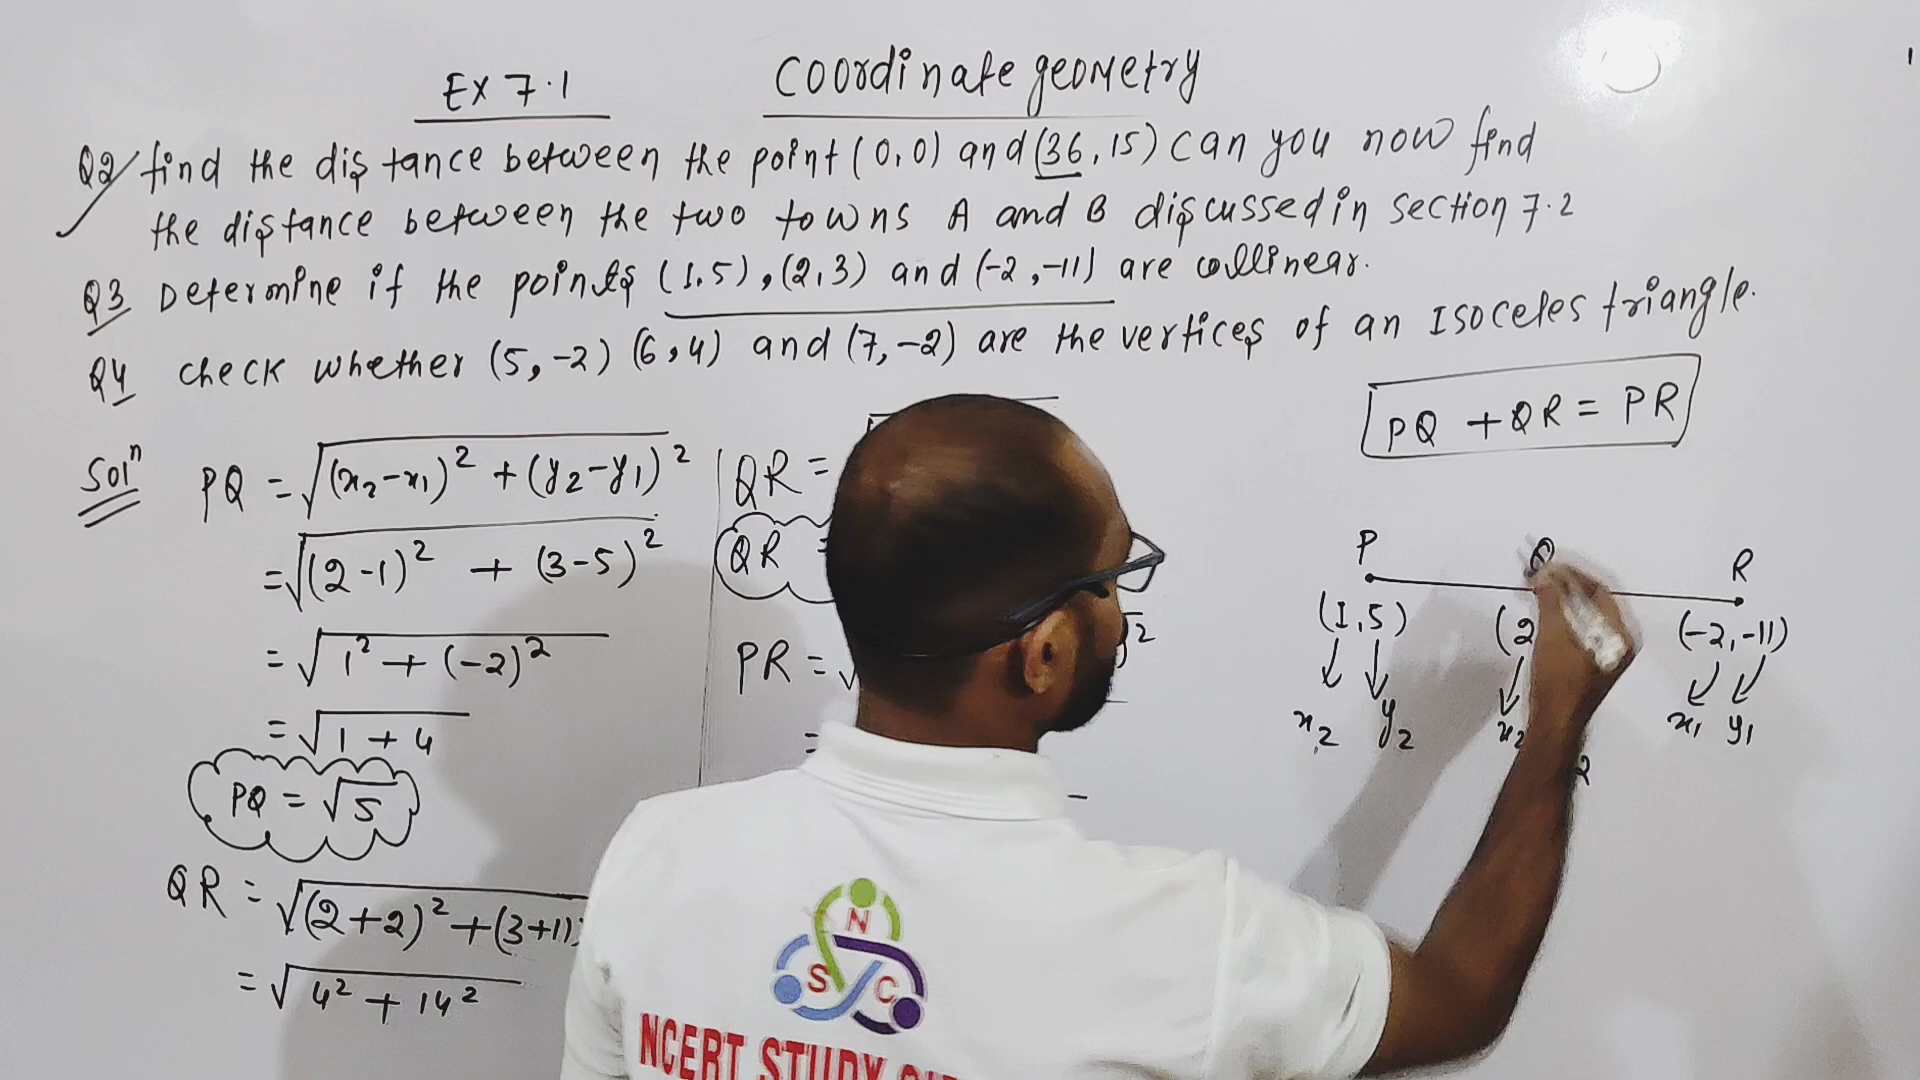 Ex 7.1 Coordinate geometry
Q2 find the distance between the point (0,0) and (36,15) can you now find
the distance between the two towns A and B discussed in section 7.2
Q3 Determine if the points (1,5), (2,3) and (-2,-11) are collinear.
Q4 check whether (5,-2) (6,4) and (7,-2) are the vertices of an Isoceles triangle.
Solⁿ PQ = √(x₂-x₁)² + (y₂-y₁)²
= √(2-1)² + (3-5)²
= √1² + (-2)²
= √1 + 4
PQ = √5
QR = √(2+2)² + (3+11)
= √4² + 14²
QR =
QR =
PR = √
=
PQ + QR = PR
P Q R
(1,5) (2 (-2,-11)
x₂ y₂ x₂ x₁ y₁
2
N
S C
NCERT STUDY